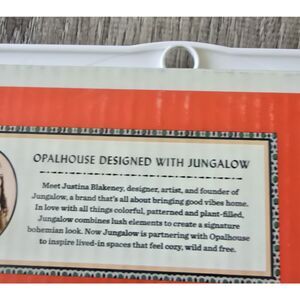 OPALHOUSE DESIGNED WITH JUNGALOW
Meet Justina Blakeney, designer, artist, and founder of
Jungalow, a brand that's all about bringing good vibes home.
In love with all things colorful, patterned and plant-filled,
Jungalow combines lush elements to create a signature
bohemian look. Now Jungalow is partnering with Opalhouse
to inspire lived-in spaces that feel cozy, wild and free.